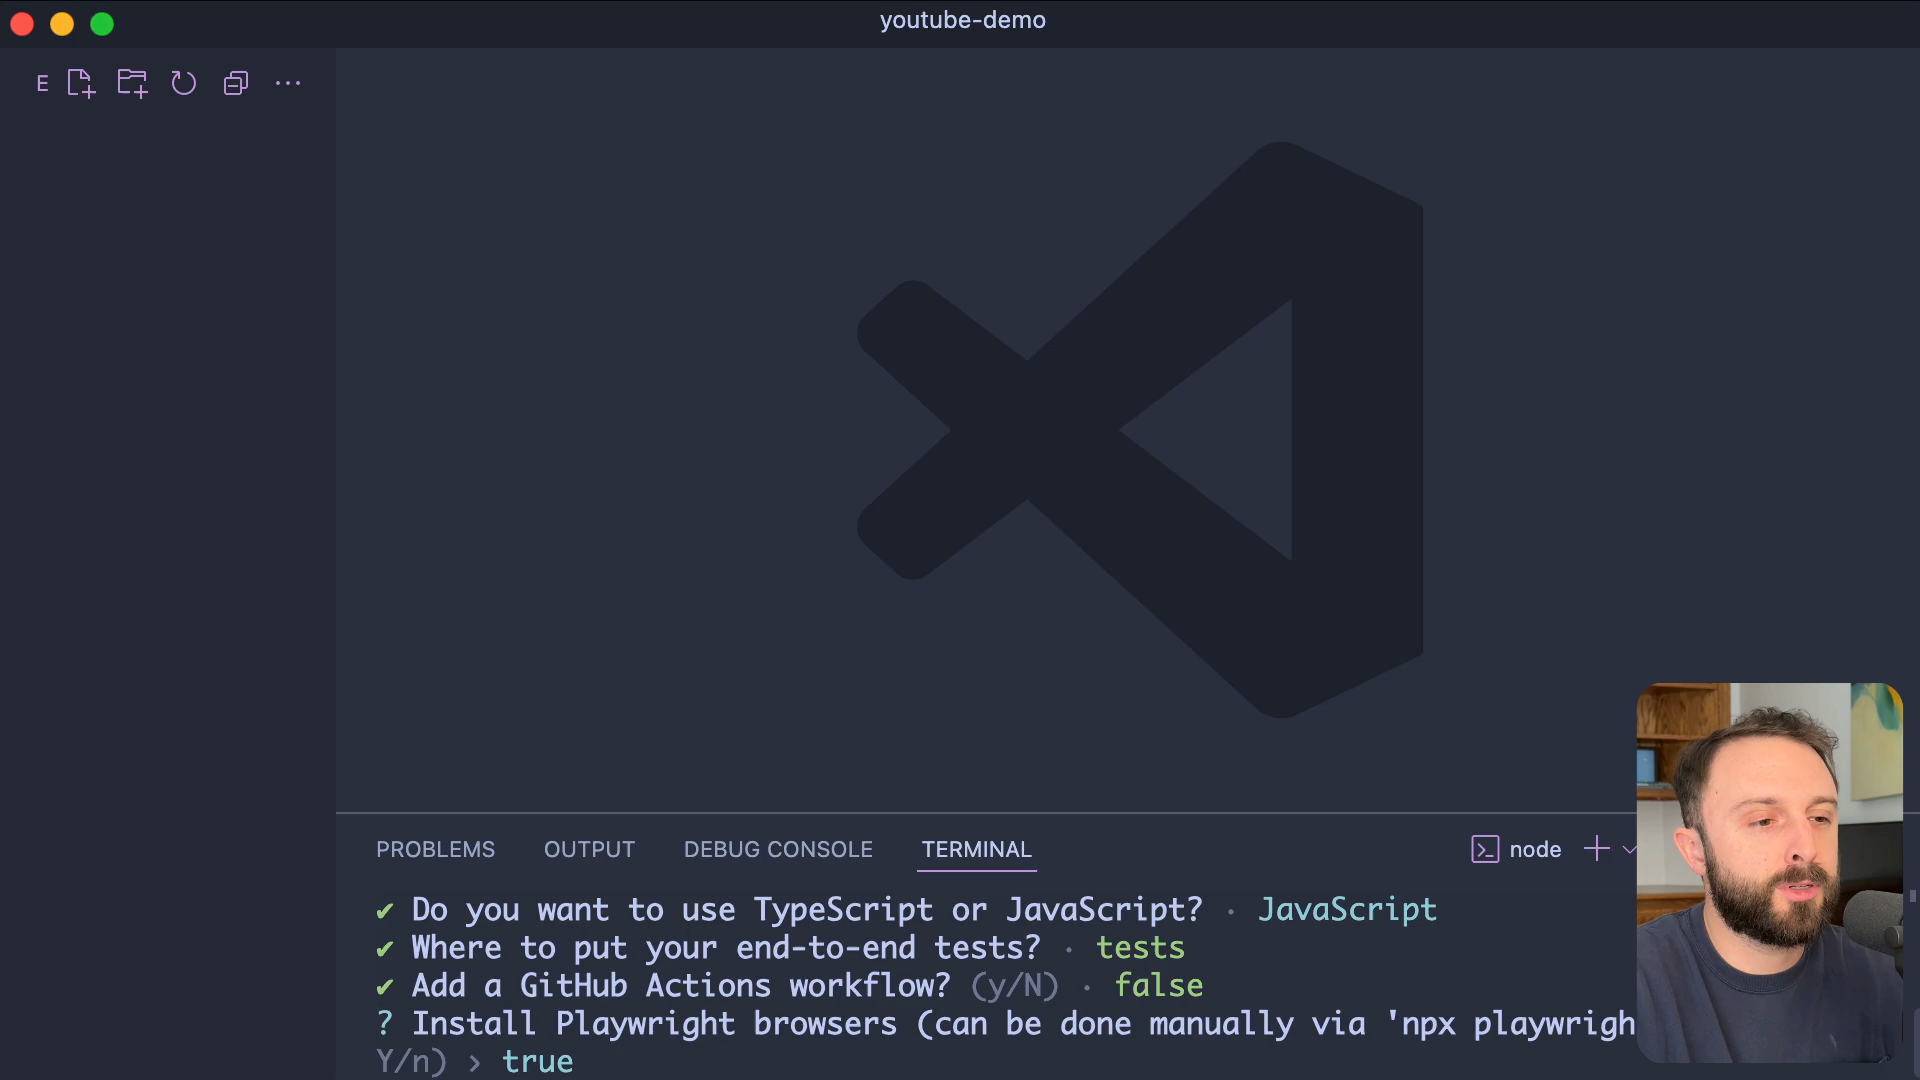 youtube-demo
E
PROBLEMS OUTPUT DEBUG CONSOLE TERMINAL node
✔ Do you want to use TypeScript or JavaScript? · JavaScript
✔ Where to put your end-to-end tests? · tests
✔ Add a GitHub Actions workflow? (y/N) · false
? Install Playwright browsers (can be done manually via 'npx playwrigh
Y/n) › true